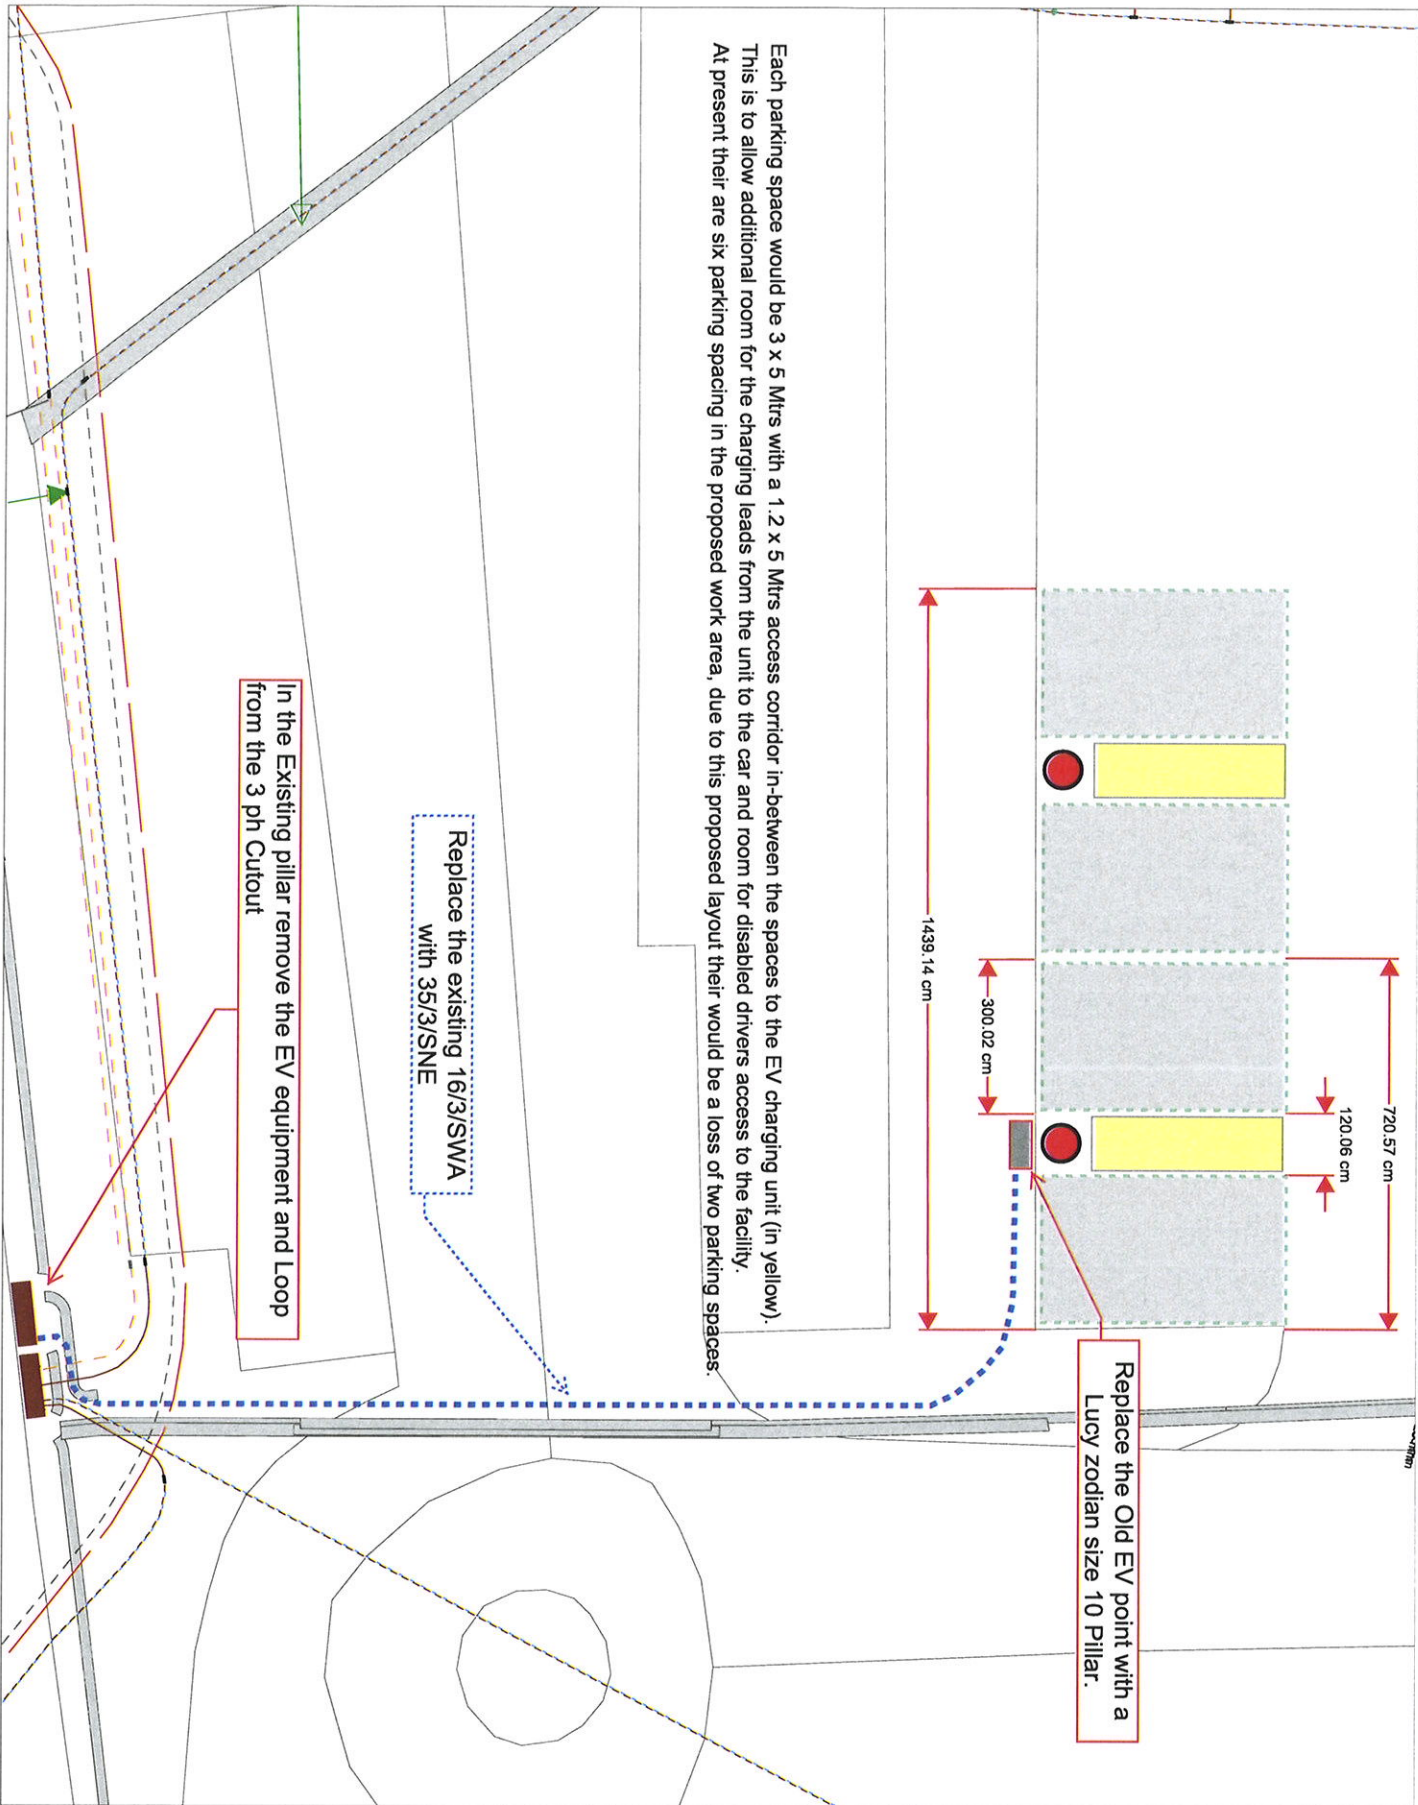 Each parking space would be 3 x 5 Mtrs with a 1.2 x 5 Mtrs access corridor in-between the spaces to the EV charging unit (in yellow).
This is to allow additional room for the charging leads from the unit to the car and room for disabled drivers access to the facility.
At present their are six parking spacing in the proposed work area, due to this proposed layout their would be a loss of two parking spaces.
720.57 cm
120.06 cm
300.02 cm
1439.14 cm
Replace the Old EV point with a
Lucy zodian size 10 Pillar.
Replace the existing 16/3/SWA
with 35/3/SNE
In the Existing pillar remove the EV equipment and Loop
from the 3 ph Cutout